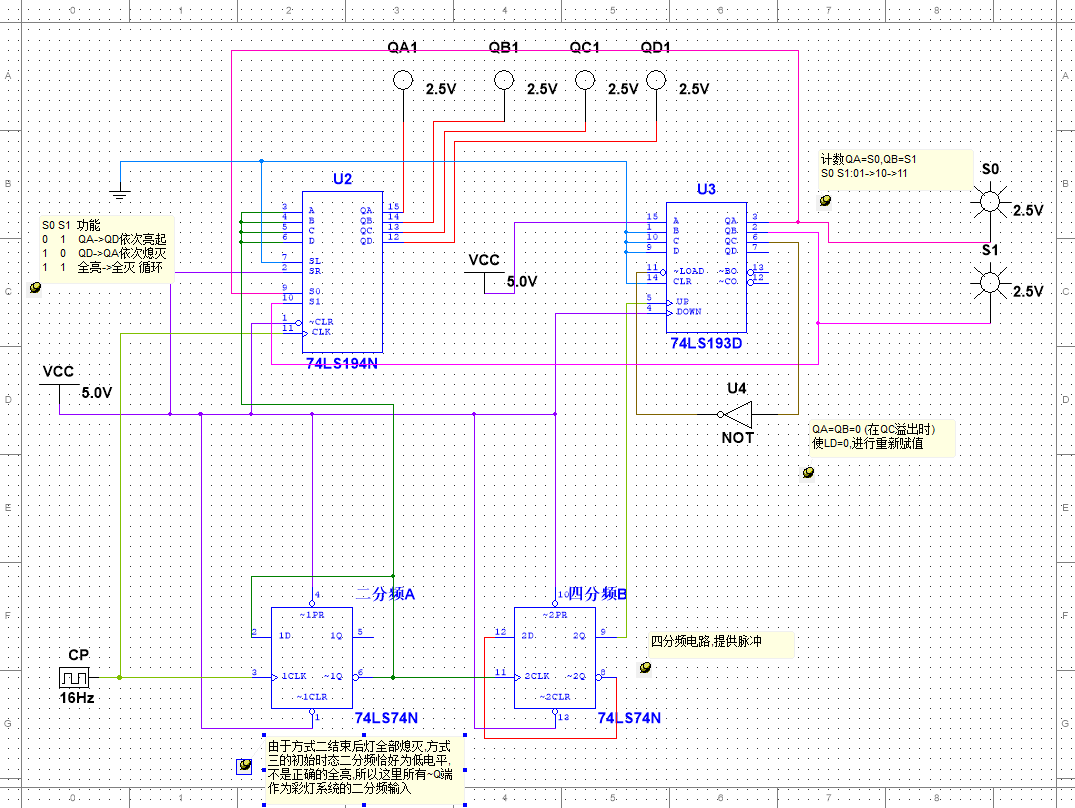 0 1 2 3 4 5 6 7 8
QA1 QB1 QC1 QD1
2.5V 2.5V 2.5V 2.5V
A A
B B
C C
D D
E E
F F
G G
计数QA=S0,QB=S1
S0 S1:01->10->11
S0
2.5V
S1
2.5V
S0 S1 功能
0 1 QA->QD依次亮起
1 0 QD->QA依次熄灭
1 1 全亮->全灭 循环
U2
3 A QA 15
4 B QB 14
5 C QC 13
6 D QD 12
7 SL
2 SR
9 S0
10 S1
1 ~CLR
11 CLK
74LS194N
VCC
5.0V
U3
15 A QA 3
1 B QB 2
10 C QC 6
9 D QD 7
11 ~LOAD ~BO 13
14 CLR ~CO 12
5 UP
4 DOWN
74LS193D
VCC
5.0V
U4
NOT
QA=QB=0 (在QC溢出时)
使LD=0,进行重新赋值
4 二分频A
~1PR
2 1D 1Q 5
3 1CLK ~1Q 6
~1CLR
1
74LS74N
10 四分频B
~2PR
12 2D 2Q 9
11 2CLK ~2Q 8
~2CLR
13
74LS74N
四分频电路,提供脉冲
CP
16Hz
由于方式二结束后灯全部熄灭,方式
三的初始时态二分频恰好为低电平,
不是正确的全亮,所以这里所有~Q端
作为彩灯系统的二分频输入
0 1 2 3 4 5 6 7 8